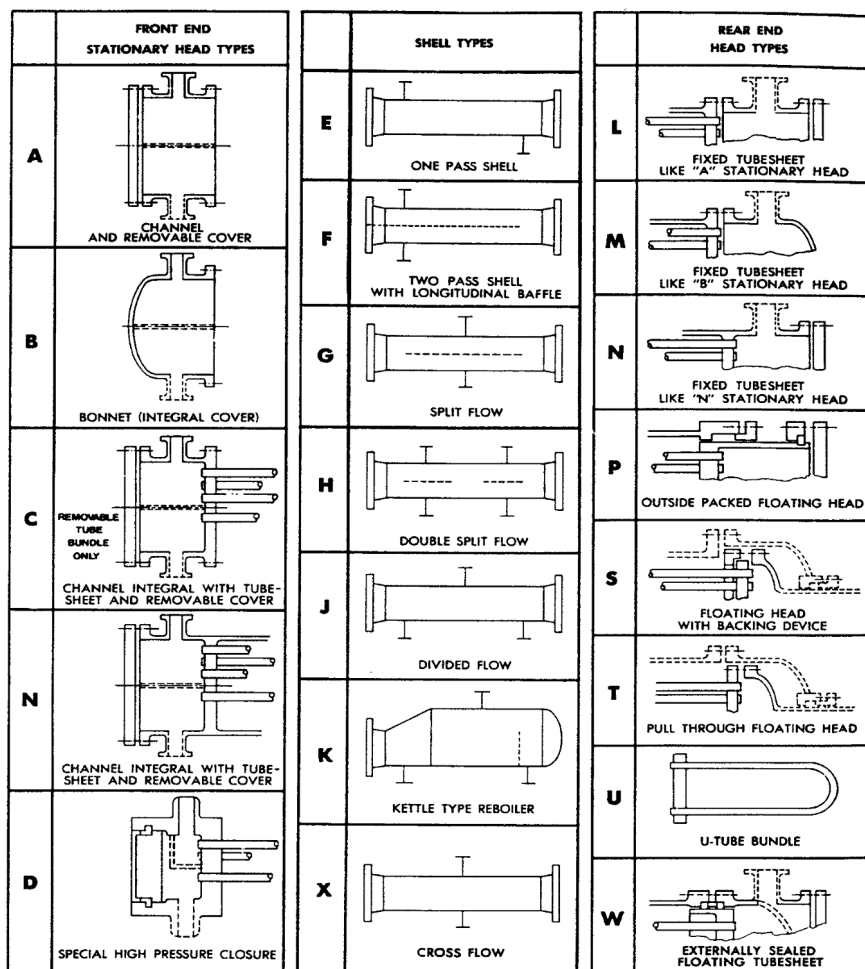 FRONT END
STATIONARY HEAD TYPES
A
CHANNEL
AND REMOVABLE COVER
B
BONNET (INTEGRAL COVER)
C
REMOVABLE
TUBE
BUNDLE
ONLY
CHANNEL INTEGRAL WITH TUBE-
SHEET AND REMOVABLE COVER
N
CHANNEL INTEGRAL WITH TUBE-
SHEET AND REMOVABLE COVER
D
SPECIAL HIGH PRESSURE CLOSURE
SHELL TYPES
E
ONE PASS SHELL
F
TWO PASS SHELL
WITH LONGITUDINAL BAFFLE
G
SPLIT FLOW
H
DOUBLE SPLIT FLOW
J
DIVIDED FLOW
K
KETTLE TYPE REBOILER
X
CROSS FLOW
REAR END
HEAD TYPES
L
FIXED TUBESHEET
LIKE "A" STATIONARY HEAD
M
FIXED TUBESHEET
LIKE "B" STATIONARY HEAD
N
FIXED TUBESHEET
LIKE "N" STATIONARY HEAD
P
OUTSIDE PACKED FLOATING HEAD
S
FLOATING HEAD
WITH BACKING DEVICE
T
PULL THROUGH FLOATING HEAD
U
U-TUBE BUNDLE
W
EXTERNALLY SEALED
FLOATING TUBESHEET